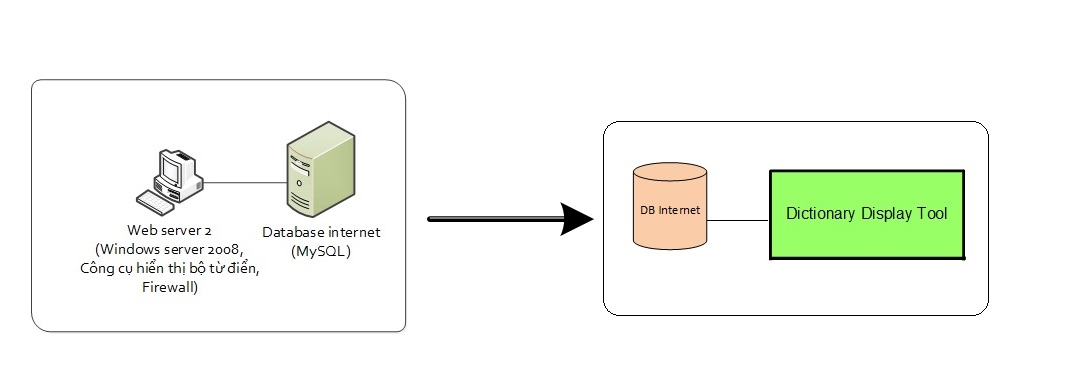 Web server 2
(Windows server 2008,
Công cụ hiển thị bộ từ điển,
Firewall)
Database internet
(MySQL)
DB Internet
Dictionary Display Tool